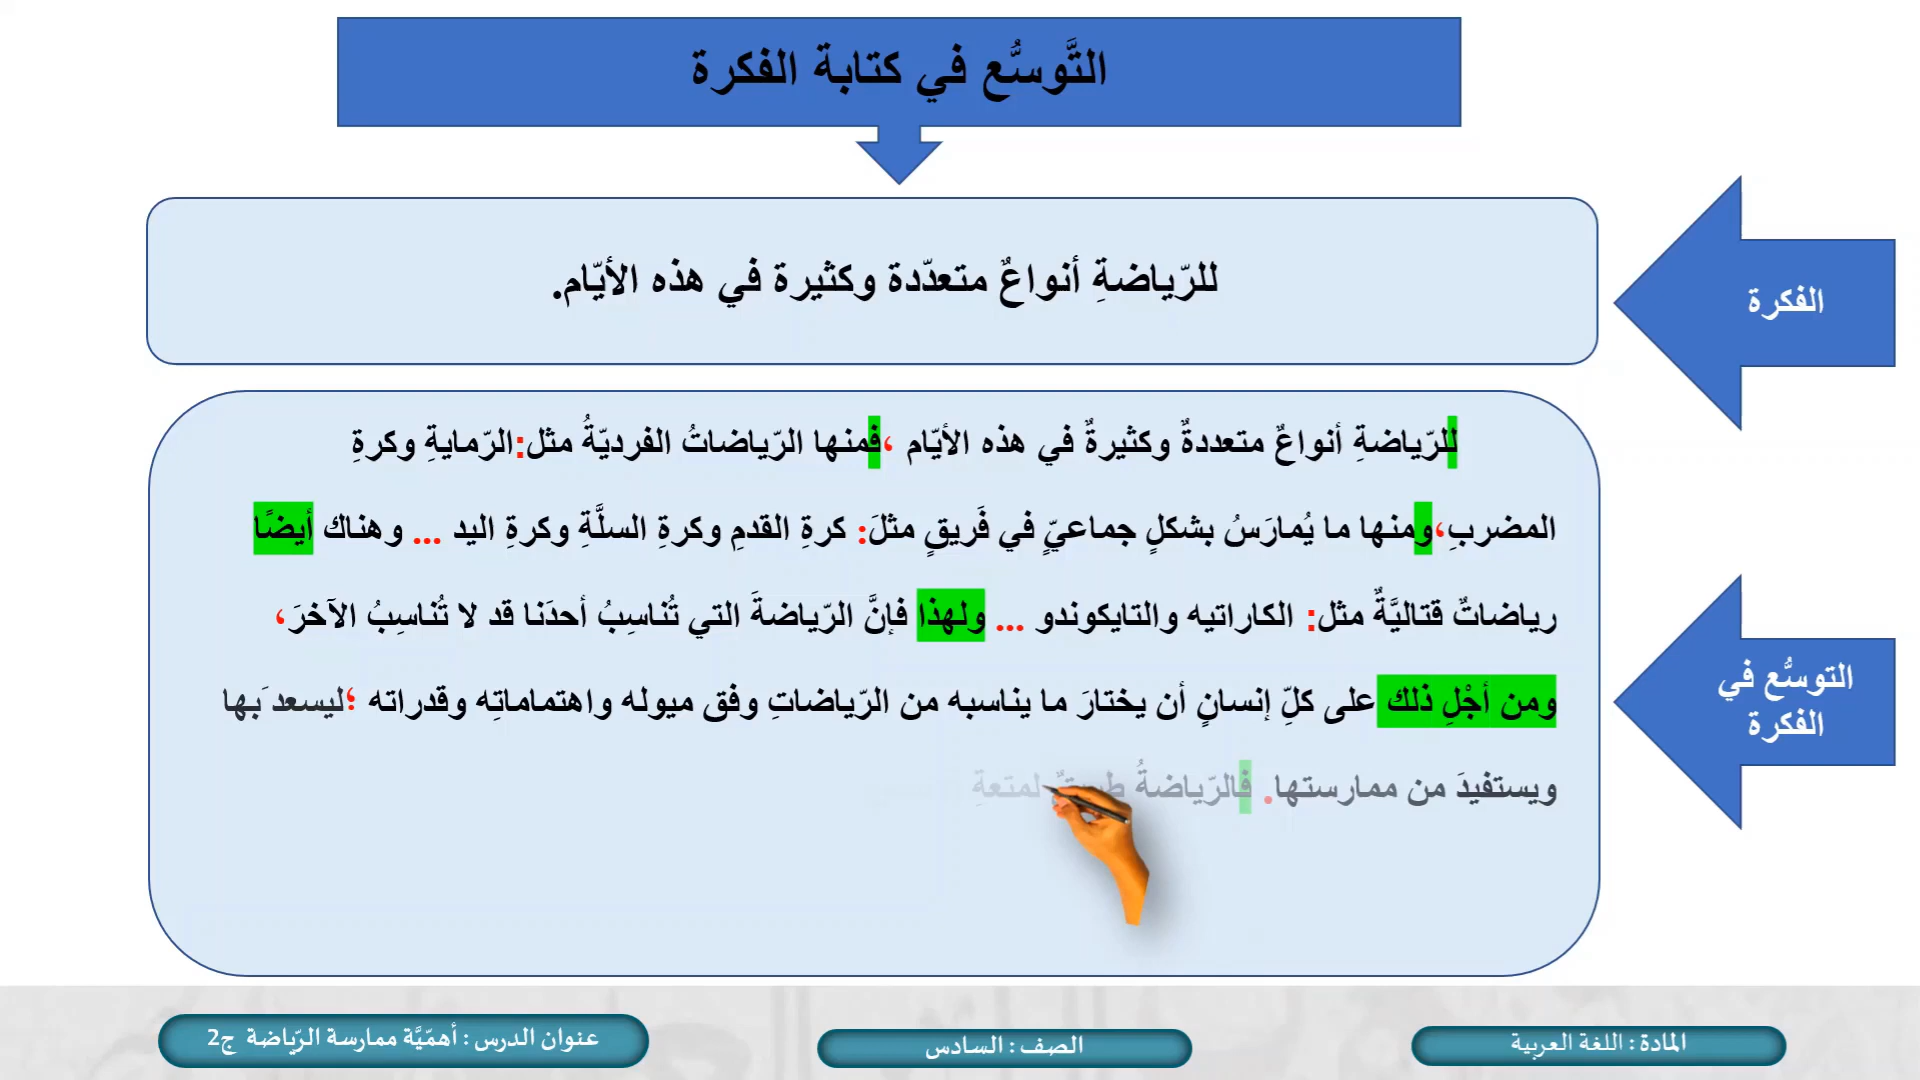 التَّوسُّع في كتابة الفكرة
الفكرة
للرّياضةِ أنواعٌ متعدّدة وكثيرة في هذه الأيّام.
التوسُّع في
الفكرة
للرّياضةِ أنواعٌ متعددةٌ وكثيرةٌ في هذه الأيّام ،فمنها الرّياضاتُ الفرديّةُ مثل:الرّمايةِ وكرةِ
المضربِ،ومنها ما يُمارَسُ بشكلٍ جماعيٍّ في فَريقٍ مثلَ: كرةِ القدمِ وكرةِ السلَّةِ وكرةِ اليد ... وهناك أيضًا
رياضاتٌ قتاليَّةٌ مثل: الكاراتيه والتايكوندو ... ولهذا فإنَّ الرّياضةَ التي تُناسِبُ أحدَنا قد لا تُناسِبُ الآخرَ،
ومن أجْلِ ذلك على كلِّ إنسانٍ أن يختارَ ما يناسبه من الرّياضاتِ وفق ميوله واهتماماتِه وقدراته ؛ليسعدَ بها
ويستفيدَ من ممارستها. فالرّياضةُ لمتعةِ
المادة : اللغة العربية
الصف : السادس
عنوان الدرس : أهمّيَّة ممارسة الرّياضة ج2